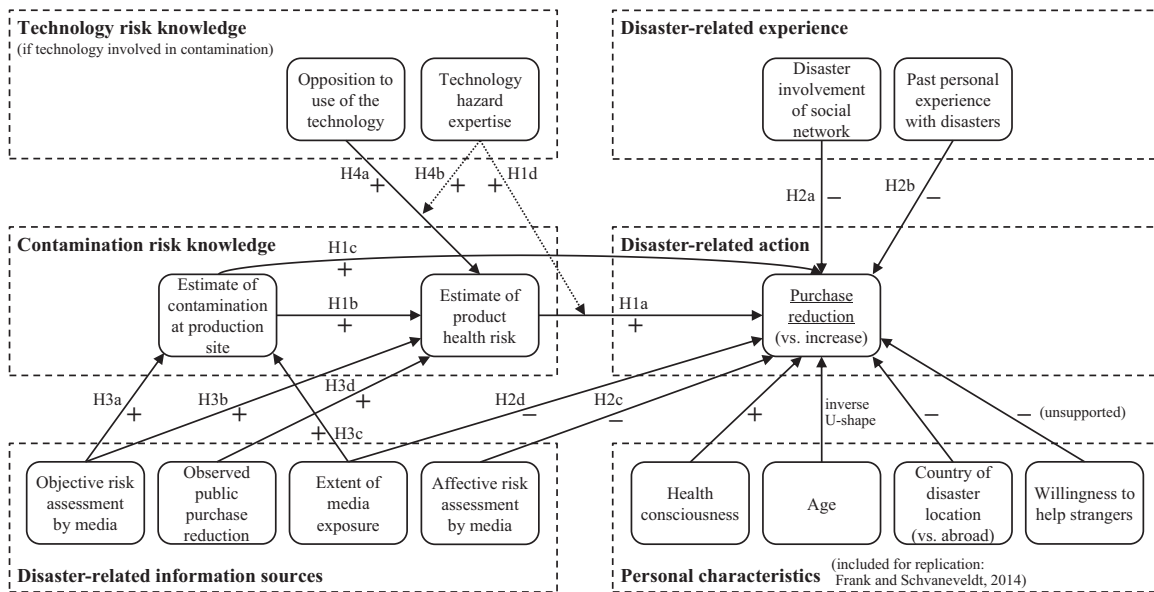 Technology risk knowledge
(if technology involved in contamination)
Opposition to
use of the
technology
Technology
hazard
expertise
Disaster-related experience
Disaster
involvement
of social
network
Past personal
experience
with disasters
H4a
+
H4b
+
+
H1d
H2a
−
H2b
−
Contamination risk knowledge
H1c
+
Estimate of
contamination
at production
site
H1b
+
Estimate of
product
health risk
H1a
+
Disaster-related action
Purchase
reduction
(vs. increase)
H3a
+
H3b
+
H3d
+
+
H3c
H2d
−
H2c
−
+
inverse
U-shape
−
− (unsupported)
Objective risk
assessment
by media
Observed
public
purchase
reduction
Extent of
media
exposure
Affective risk
assessment
by media
Disaster-related information sources
Health
consciousness
Age
Country of
disaster
location
(vs. abroad)
Willingness to
help strangers
Personal characteristics
(included for replication:
Frank and Schvaneveldt, 2014)